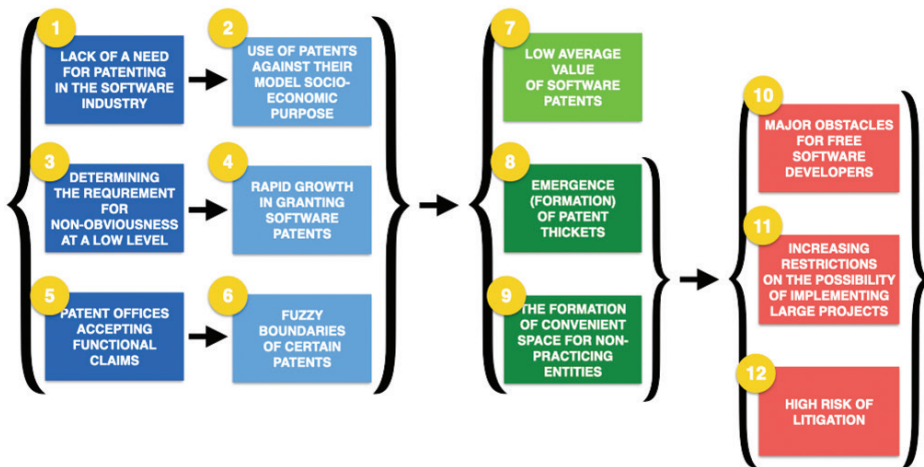 1
LACK OF A NEED
FOR PATENTING
IN THE SOFTWARE
INDUSTRY
2
USE OF PATENTS
AGAINST THEIR
MODEL SOCIO-
ECONOMIC
PURPOSE
3
DETERMINING
THE REQUREMENT
FOR
NON-OBVIOUSNESS
AT A LOW LEVEL
4
RAPID GROWTH
IN GRANTING
SOFTWARE
PATENTS
5
PATENT OFFICES
ACCEPTING
FUNCTIONAL
CLAIMS
6
FUZZY
BOUNDARIES
OF CERTAIN
PATENTS
7
LOW AVERAGE
VALUE
OF SOFTWARE
PATENTS
8
EMERGENCE
(FORMATION)
OF PATENT
THICKETS
9
THE FORMATION
OF CONVENIENT
SPACE FOR NON-
PRACTICING
ENTITIES
10
MAJOR OBSTACLES
FOR FREE
SOFTWARE
DEVELOPERS
11
INCREASING
RESTRICTIONS
ON THE POSSIBILITY
OF IMPLEMENTING
LARGE PROJECTS
12
HIGH RISK OF
LITIGATION